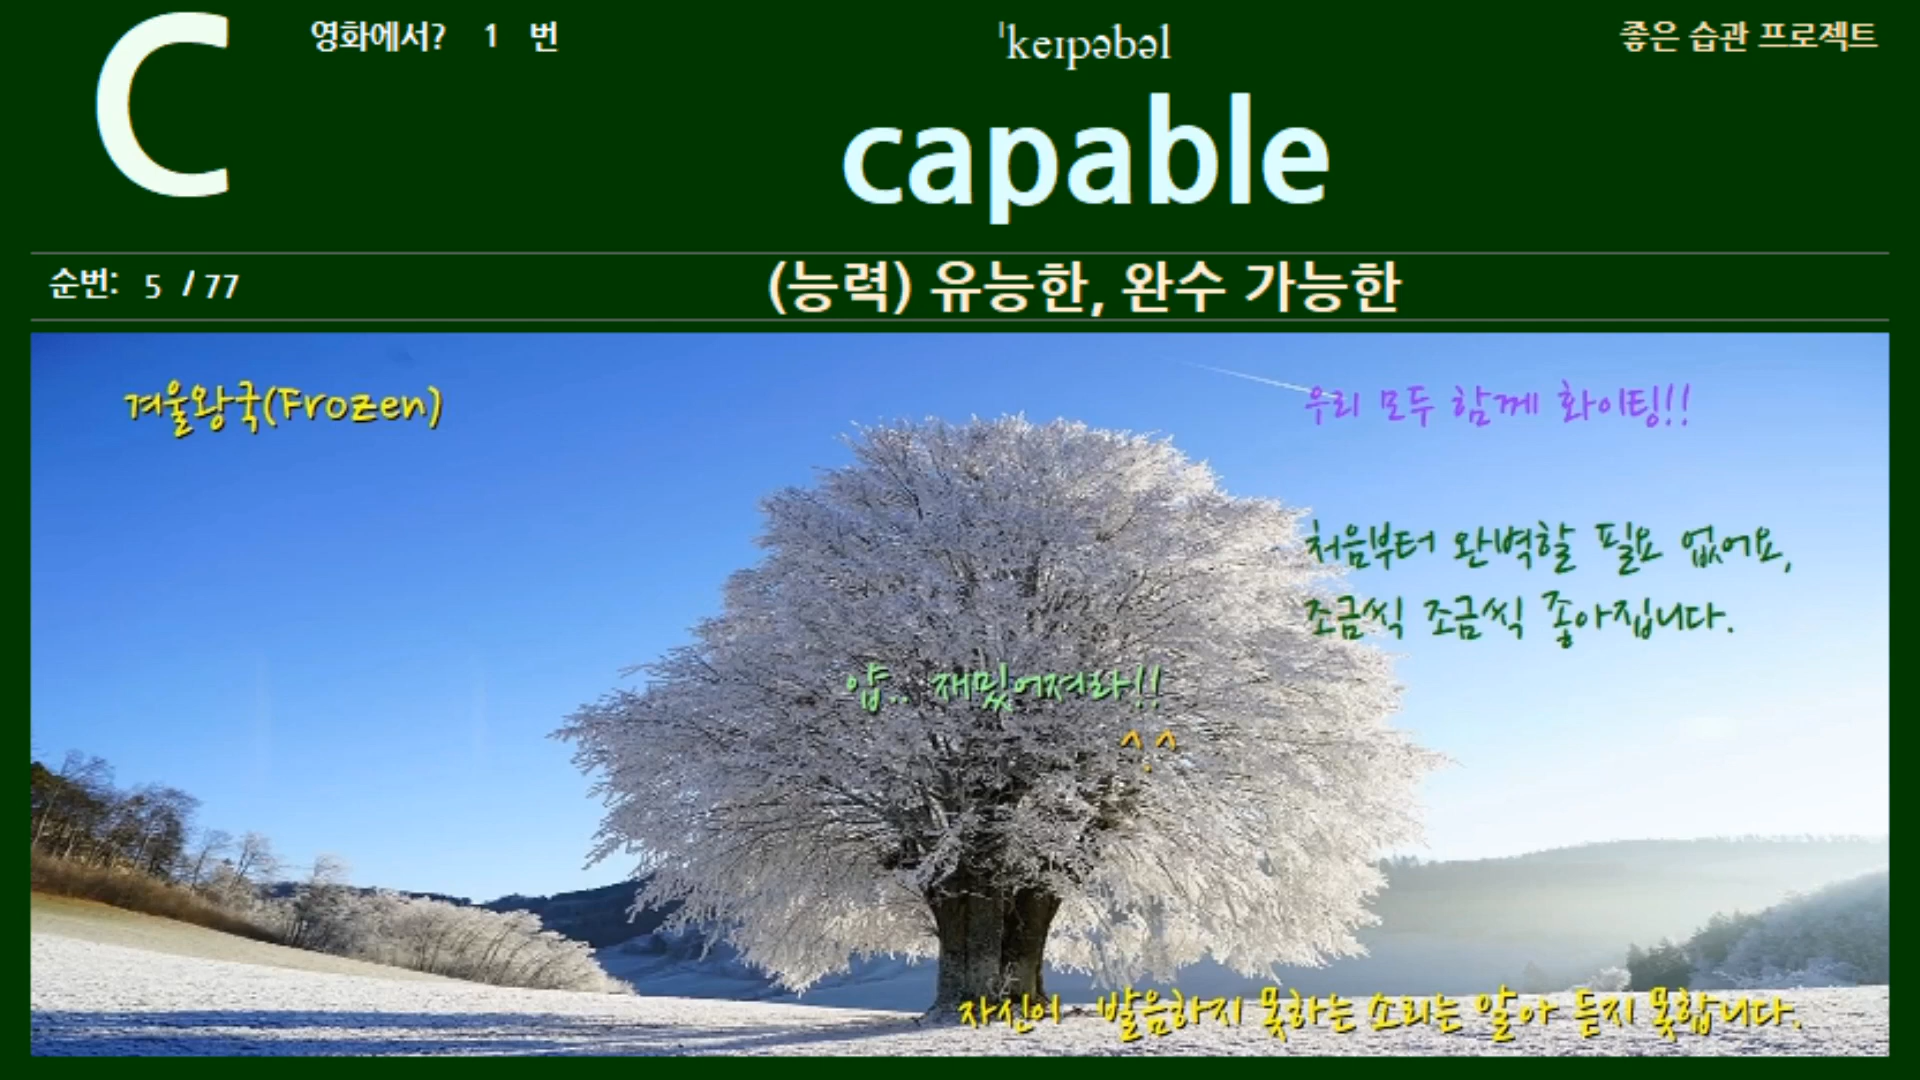 C
영화에서? 1 번
ˈkeɪpəbəl
좋은 습관 프로젝트
capable
순번: 5 / 77
(능력) 유능한, 완수 가능한
겨울왕국(Frozen)
우리 모두 함께 화이팅!!
처음부터 완벽할 필요 없어요,
조금씩 조금씩 좋아집니다.
얍.. 재밌어져라!!
^.^
자신이 발음하지 못하는 소리는 알아 듣지 못합니다.